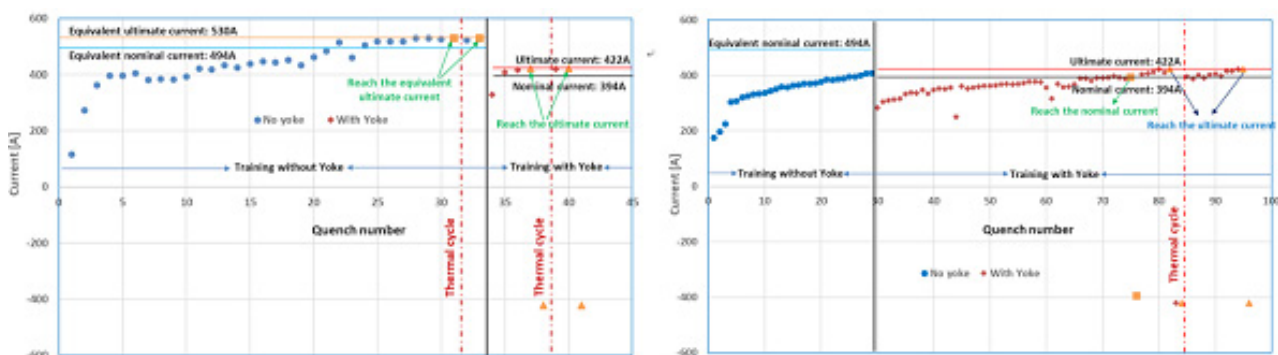 600
Equivalent ultimate current: 530A
Equivalent nominal current: 494A
Ultimate current: 422A
400
Reach the equivalent
ultimate current
Nominal current: 394A
No yoke
With Yoke
Reach the ultimate current
200
Current [A]
Training without Yoke
Training with Yoke
0
0 5 10 15 20 25 30 35 40 45
Quench number
Thermal cycle
Thermal cycle
-200
-400
-600
600
Equivalent nominal current: 494A
Ultimate current: 422A
400
Nominal current: 394A
Reach the nominal current
Reach the ultimate current
200
Current [A]
Training without Yoke
Training with Yoke
0
0 10 20 30 40 50 60 70 80 90 100
Quench number
Thermal cycle
-200
No yoke
With Yoke
-400
-600